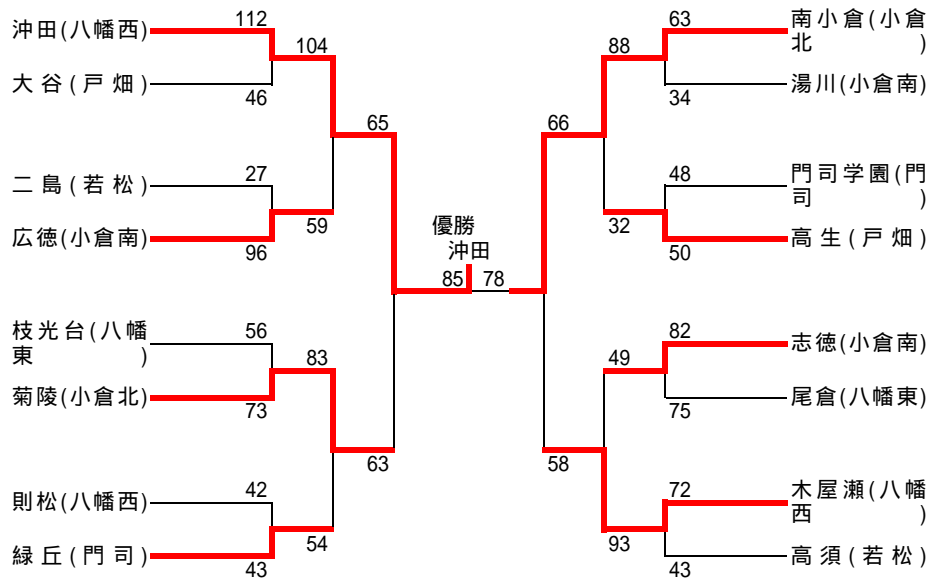 沖田(八幡西)
112
104
大谷(戸畑)
46
65
二島(若松)
27
59
広徳(小倉南)
96
枝光台(八幡
東)
56
83
菊陵(小倉北)
73
63
則松(八幡西)
42
54
緑丘(門司)
43
優勝
沖田
85 78
63
南小倉(小倉
北)
88
湯川(小倉南)
34
66
48
門司学園(門
司)
32
高生(戸畑)
50
82
志徳(小倉南)
49
尾倉(八幡東)
75
58
72
木屋瀬(八幡
西)
93
高須(若松)
43